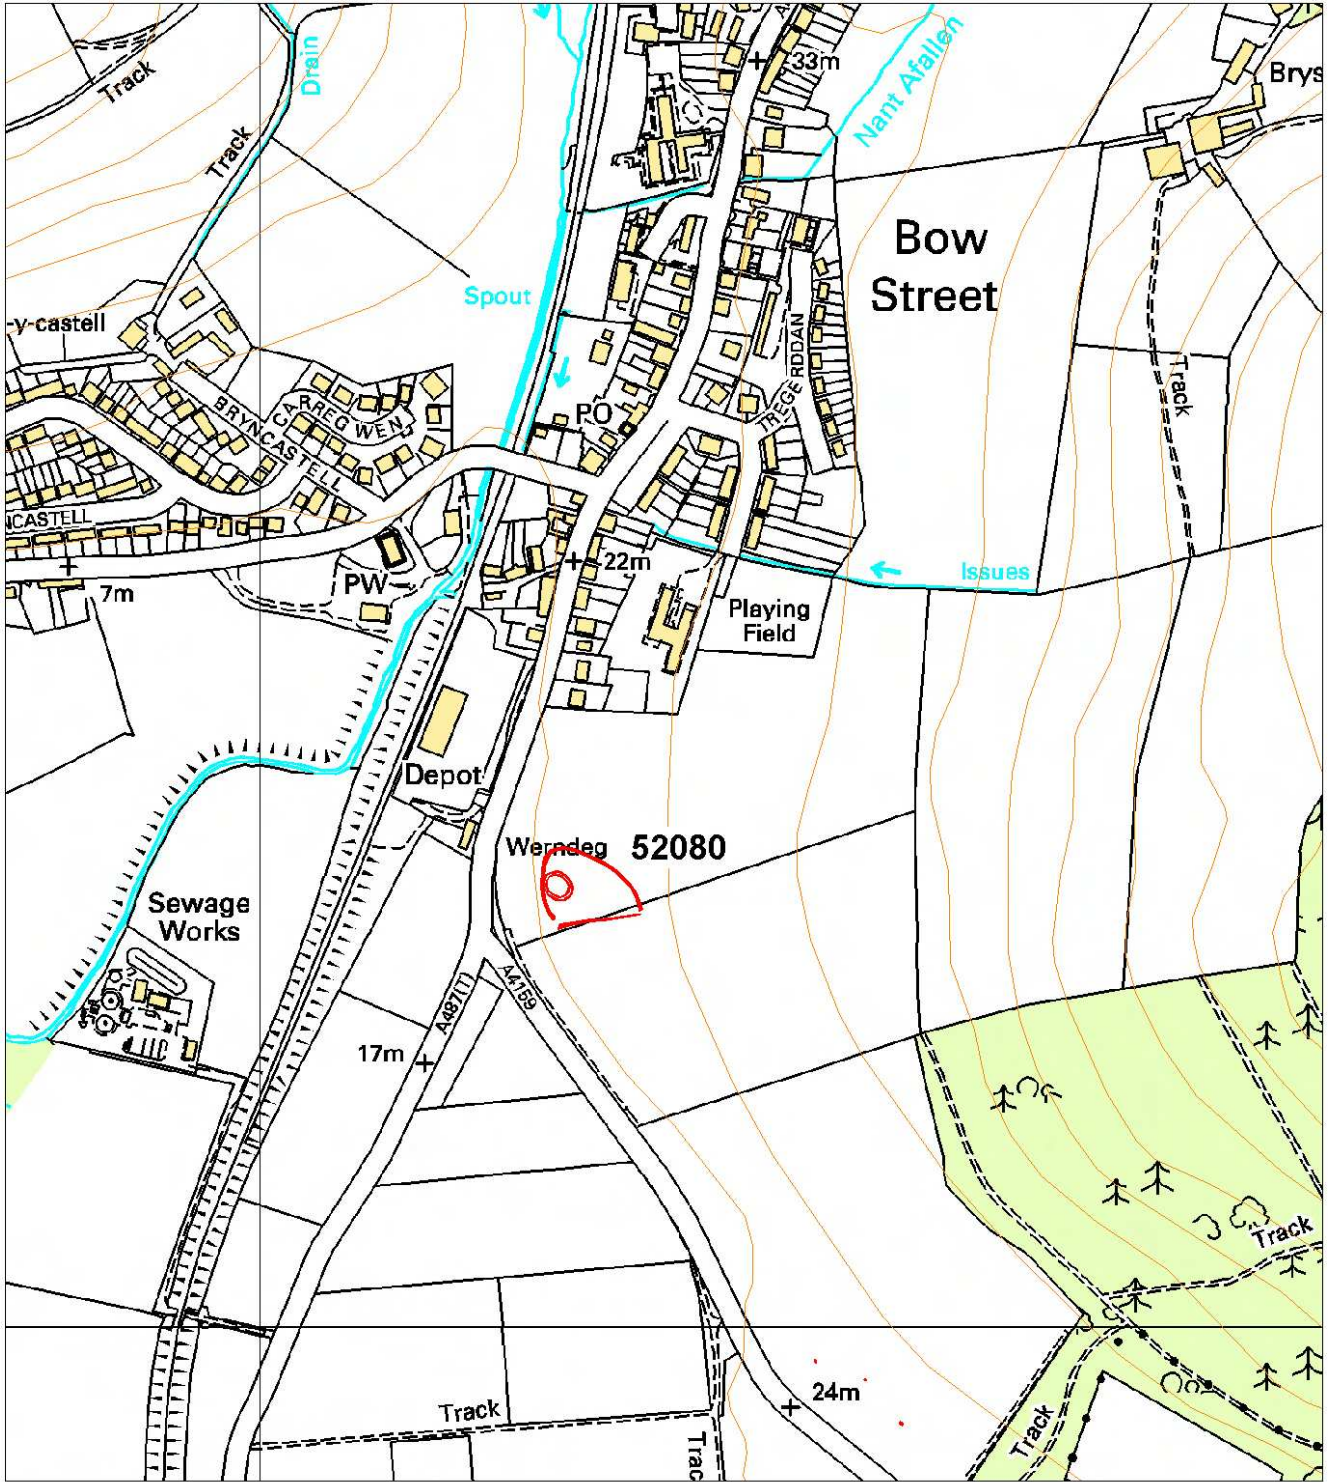 33m
Drain
Track
Nant Afallen
Brys
Track
Bow
Street
Spout
-y-castell
TREGERDDAN
Track
CARREG WEN
BRYNCASTELL
PO
NCASTELL
22m
Issues
PW
7m
Playing
Field
Depot
Werndeg
52080
Sewage
Works
A487(T)
A4159
17m
Track
24m
Track
Track
Trac